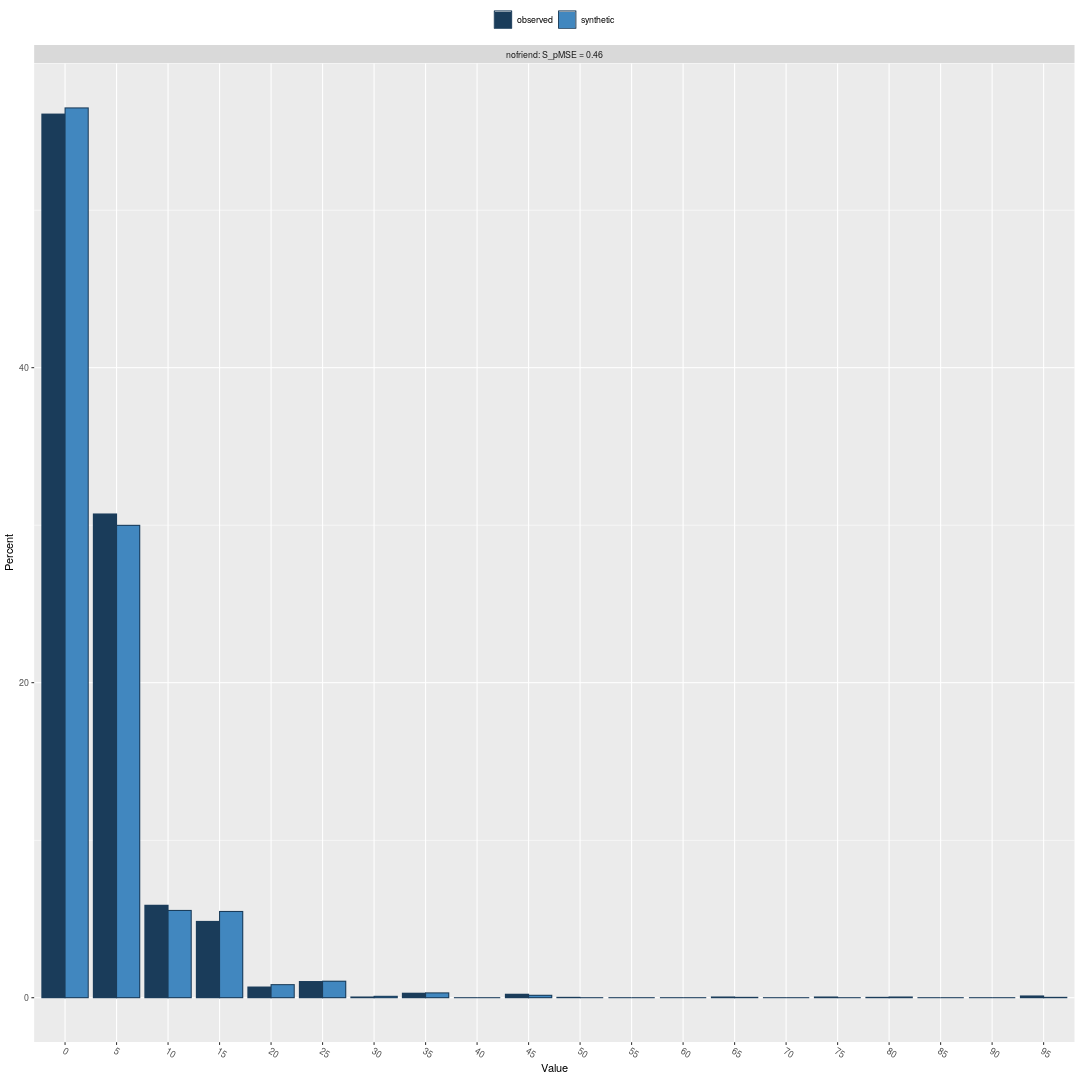 observed synthetic
nofriend: S_pMSE = 0.46
40
20
0
Percent
0 5 10 15 20 25 30 35 40 45 50 55 60 65 70 75 80 85 90 95
Value